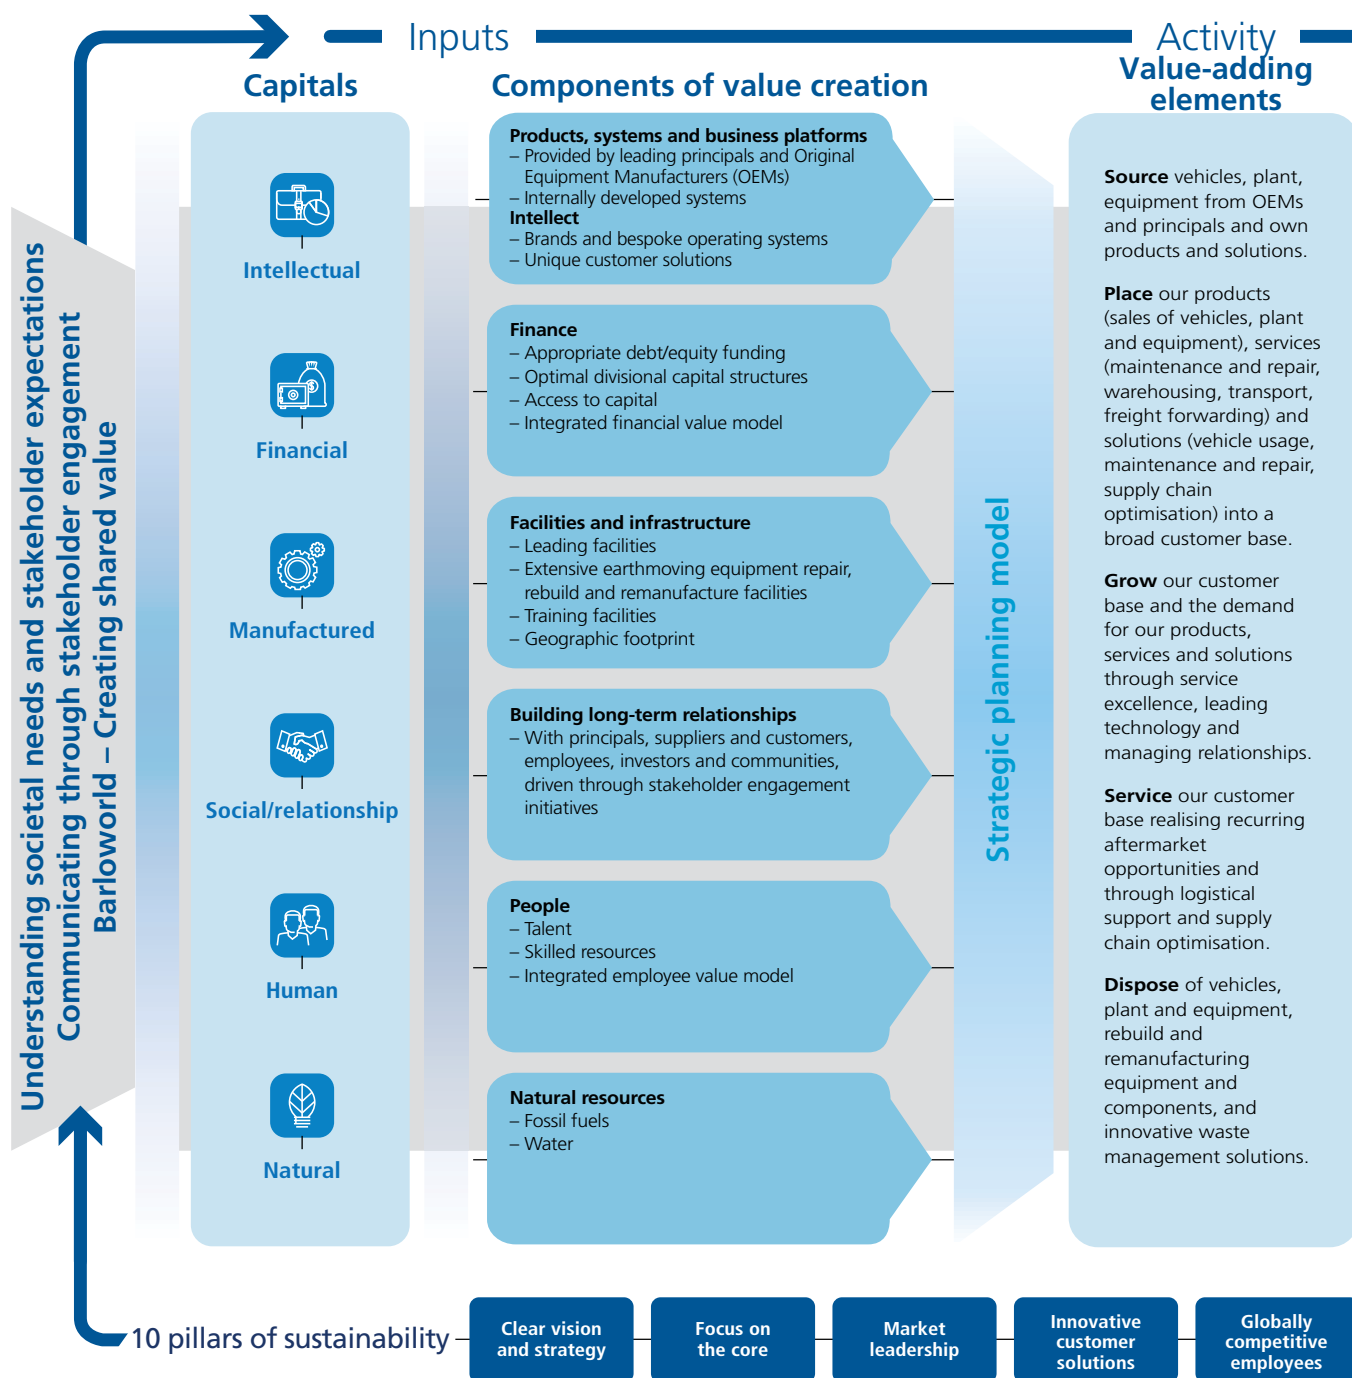 Inputs
Activity
Capitals
Components of value creation
Value-adding
elements
Understanding societal needs and stakeholder expectations
Communicating through stakeholder engagement
Barloworld – Creating shared value
Intellectual
Financial
Manufactured
Social/relationship
Human
Natural
Products, systems and business platforms
– Provided by leading principals and Original
Equipment Manufacturers (OEMs)
– Internally developed systems
Intellect
– Brands and bespoke operating systems
– Unique customer solutions
Finance
– Appropriate debt/equity funding
– Optimal divisional capital structures
– Access to capital
– Integrated financial value model
Facilities and infrastructure
– Leading facilities
– Extensive earthmoving equipment repair,
rebuild and remanufacture facilities
– Training facilities
– Geographic footprint
Building long-term relationships
– With principals, suppliers and customers,
employees, investors and communities,
driven through stakeholder engagement
initiatives
People
– Talent
– Skilled resources
– Integrated employee value model
Natural resources
– Fossil fuels
– Water
Strategic planning model
Source vehicles, plant,
equipment from OEMs
and principals and own
products and solutions.
Place our products
(sales of vehicles, plant
and equipment), services
(maintenance and repair,
warehousing, transport,
freight forwarding) and
solutions (vehicle usage,
maintenance and repair,
supply chain
optimisation) into a
broad customer base.
Grow our customer
base and the demand
for our products,
services and solutions
through service
excellence, leading
technology and
managing relationships.
Service our customer
base realising recurring
aftermarket
opportunities and
through logistical
support and supply
chain optimisation.
Dispose of vehicles,
plant and equipment,
rebuild and
remanufacturing
equipment and
components, and
innovative waste
management solutions.
10 pillars of sustainability
Clear vision
and strategy
Focus on
the core
Market
leadership
Innovative
customer
solutions
Globally
competitive
employees